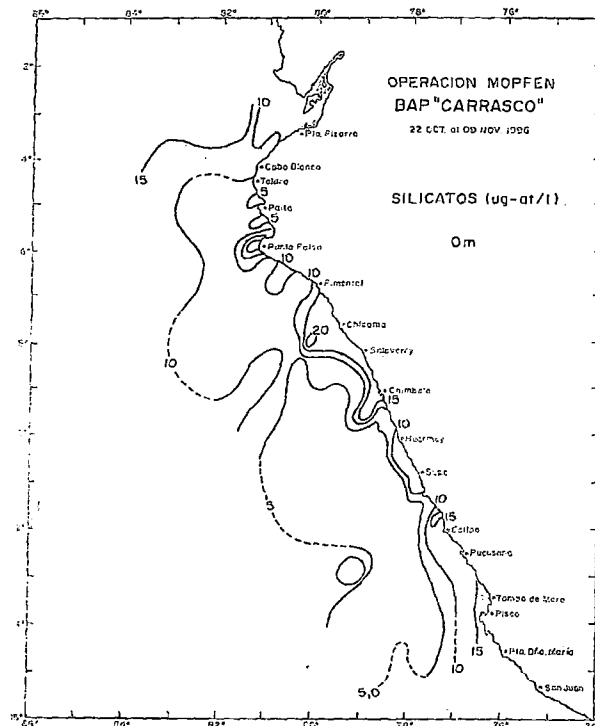 86°
84°
82°
80°
78°
76°
2°
4°
6°
OPERACION MOPFEN
BAP "CARRASCO"
22 OCT. al 09 NOV. 1996
SILICATOS (ug-at/l)
0m
10
15
Pta. Pizarro
Cabo Blanco
Talara
5
Paita
5
Punta Falsa
10
10
Pimentel
Chicama
20
Salaverry
10
Chimbote
15
10
Huarmey
Supe
5
10
15
Callao
Pucusana
Tambo de Mora
Pisco
15
10
Pta. Dña. María
5,0
San Juan
15°